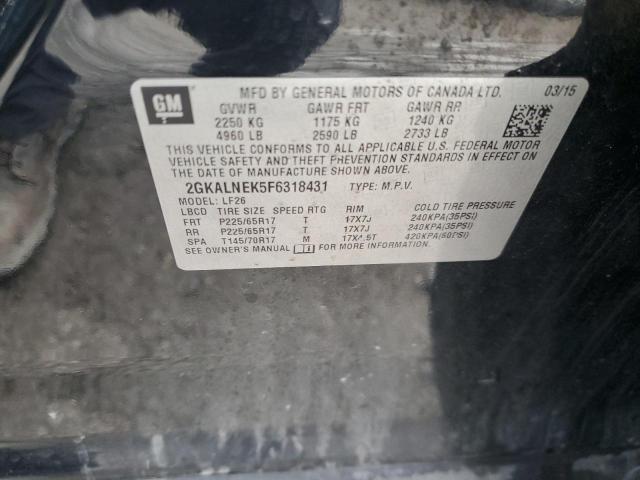 GM
MFD BY GENERAL MOTORS OF CANADA LTD. 03/15
GVWR GAWR FRT GAWR RR
2250 KG 1175 KG 1240 KG
4960 LB 2590 LB 2733 LB
THIS VEHICLE CONFORMS TO ALL APPLICABLE U.S. FEDERAL MOTOR
VEHICLE SAFETY AND THEFT PREVENTION STANDARDS IN EFFECT ON
THE DATE OF MANUFACTURE SHOWN ABOVE.
2GKALNEK5F6318431 TYPE: M.P.V.
MODEL: LF26
LBCD TIRE SIZE SPEED RTG RIM COLD TIRE PRESSURE
FRT P225/65R17 T 17X7J 240KPA(35PSI)
RR P225/65R17 T 17X7J 240KPA(35PSI)
SPA T145/70R17 M 17X4.5T 420KPA(60PSI)
SEE OWNER'S MANUAL FOR MORE INFORMATION.